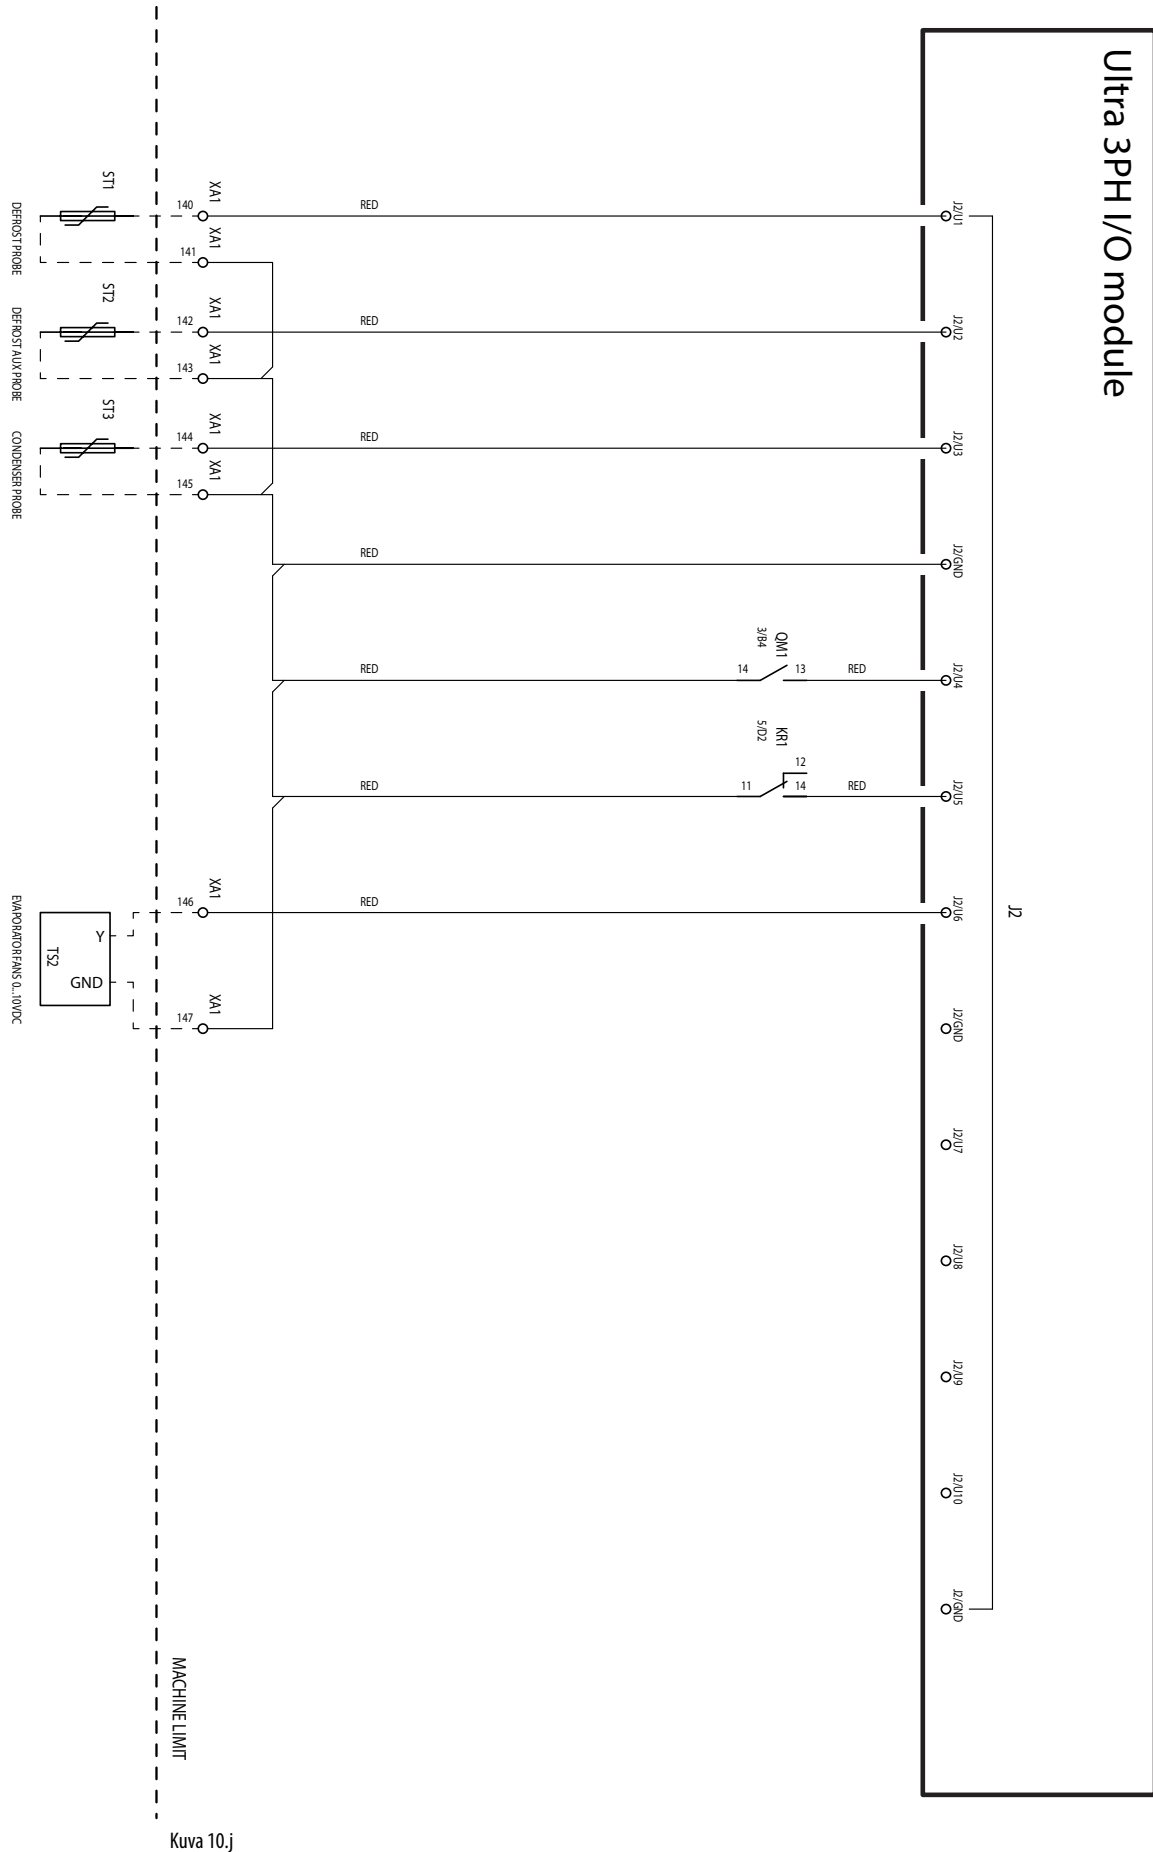 Ultra 3PH I/O module
J2
J2/U1
J2/U2
J2/U3
J2/GND
J2/U4
J2/U5
J2/U6
J2/GND
J2/U7
J2/U8
J2/U9
J2/U10
J2/GND
RED
RED
RED
RED
RED
14
13
RED
QM1
3/B4
RED
11
12
14
RED
KR1
5/D2
RED
XA1
140
XA1
141
XA1
142
XA1
143
XA1
144
XA1
145
XA1
146
XA1
147
ST1
DEFROST PROBE
ST2
DEFROST AUX PROBE
ST3
CONDENSER PROBE
Y
GND
TS2
EVAPORATOR FANS 0...10VDC
MACHINE LIMIT
Kuva 10.j